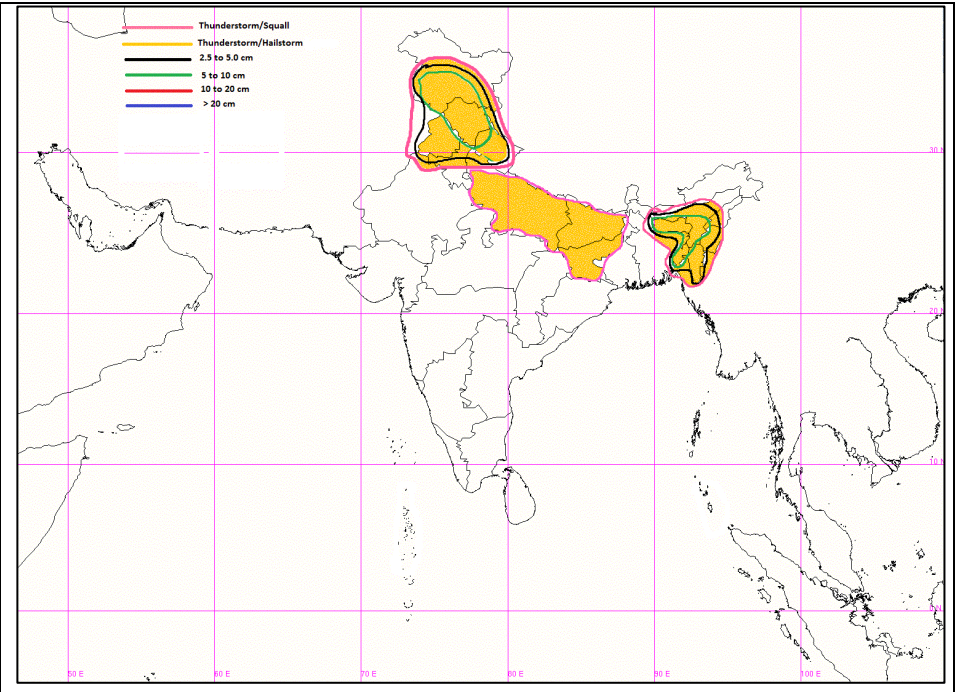 Thunderstorm/Squall
Thunderstorm/Hailstorm
2.5 to 5.0 cm
5 to 10 cm
10 to 20 cm
> 20 cm
30 N
20 N
10 N
50 E
60 E
70 E
80 E
90 E
100 E